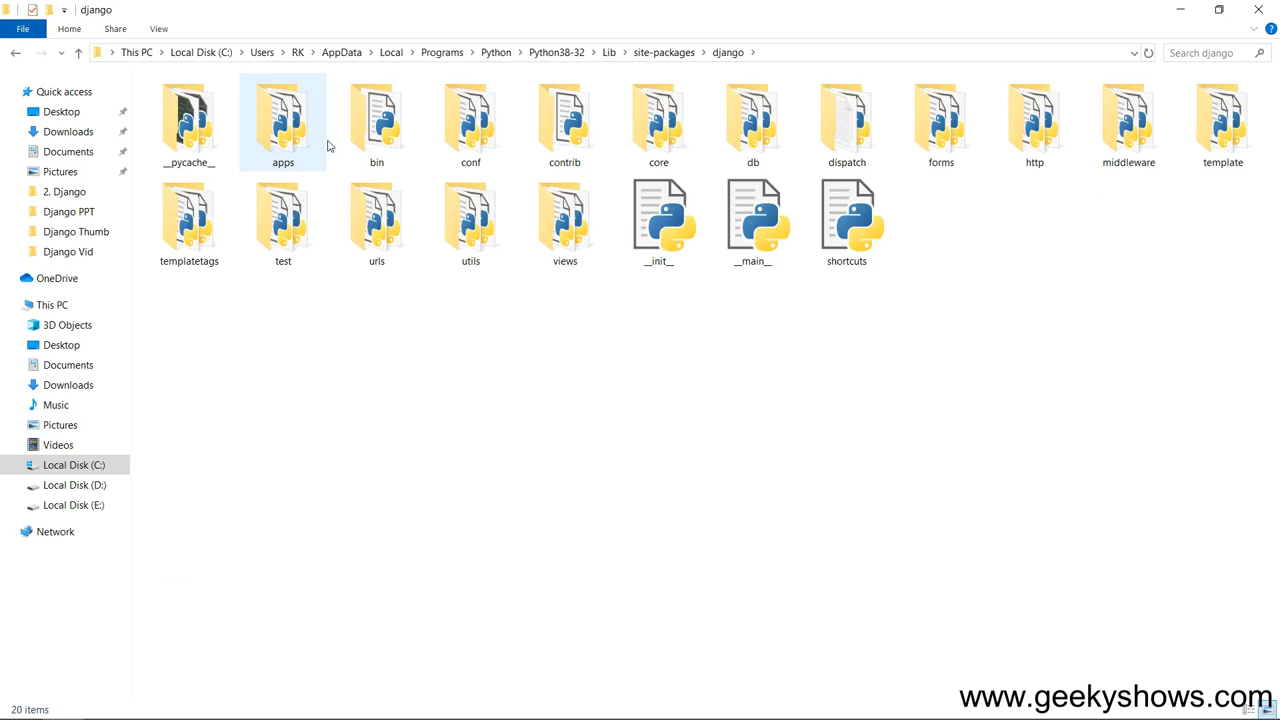 django
File Home Share View
This PC Local Disk (C:) Users RK AppData Local Programs Python Python38-32 Lib site-packages django
Search django
Quick access
Desktop
Downloads
Documents
Pictures
2. Django
Django PPT
Django Thumb
Django Vid
OneDrive
This PC
3D Objects
Desktop
Documents
Downloads
Music
Pictures
Videos
Local Disk (C:)
Local Disk (D:)
Local Disk (E:)
Network
__pycache__ apps bin conf contrib core db dispatch forms http middleware template
templatetags test urls utils views __init__ __main__ shortcuts
20 items
www.geekyshows.com